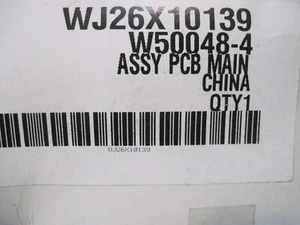 WJ26X10139
W50048-4
ASSY PCB MAIN
CHINA
QTY1
WJ26X10139